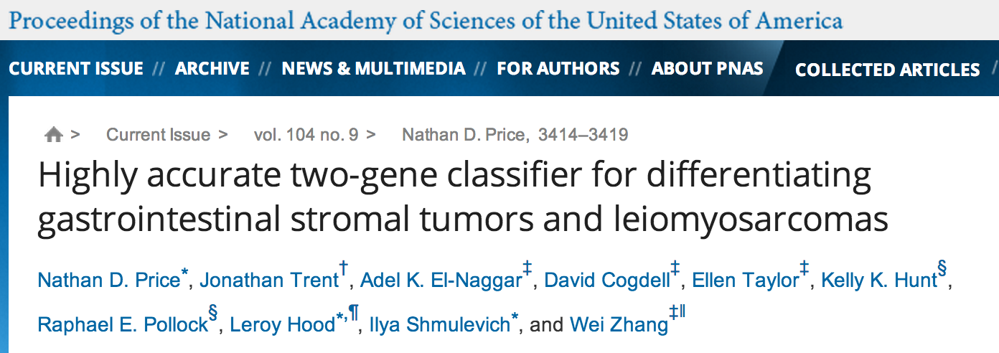 Proceedings of the National Academy of Sciences of the United States of America
CURRENT ISSUE // ARCHIVE // NEWS & MULTIMEDIA // FOR AUTHORS // ABOUT PNAS COLLECTED ARTICLES /
> Current Issue > vol. 104 no. 9 > Nathan D. Price, 3414–3419
Highly accurate two-gene classifier for differentiating
gastrointestinal stromal tumors and leiomyosarcomas
Nathan D. Price*, Jonathan Trent†, Adel K. El-Naggar‡, David Cogdell‡, Ellen Taylor‡, Kelly K. Hunt§,
Raphael E. Pollock§, Leroy Hood*,¶, Ilya Shmulevich*, and Wei Zhang‡‖